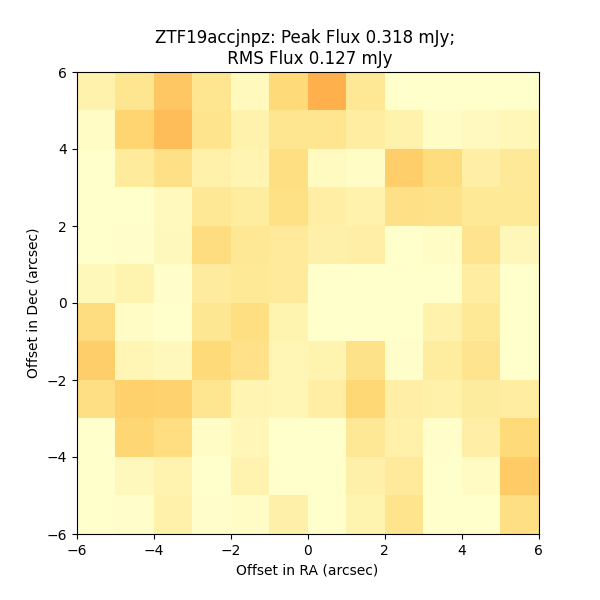 ZTF19accjnpz: Peak Flux 0.318 mJy;
RMS Flux 0.127 mJy
6
4
2
0
−2
−4
−6
Offset in Dec (arcsec)
−6 −4 −2 0 2 4 6
Offset in RA (arcsec)